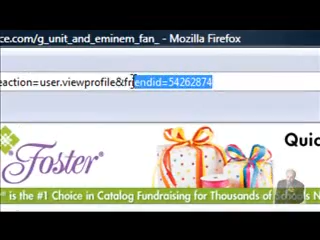 ce.com/g_unit_and_eminem_fan_ - Mozilla Firefox
eaction=user.viewprofile&friendid=54262874
Foster
Quic
® is the #1 Choice in Catalog Fundraising for Thousands of Schools N